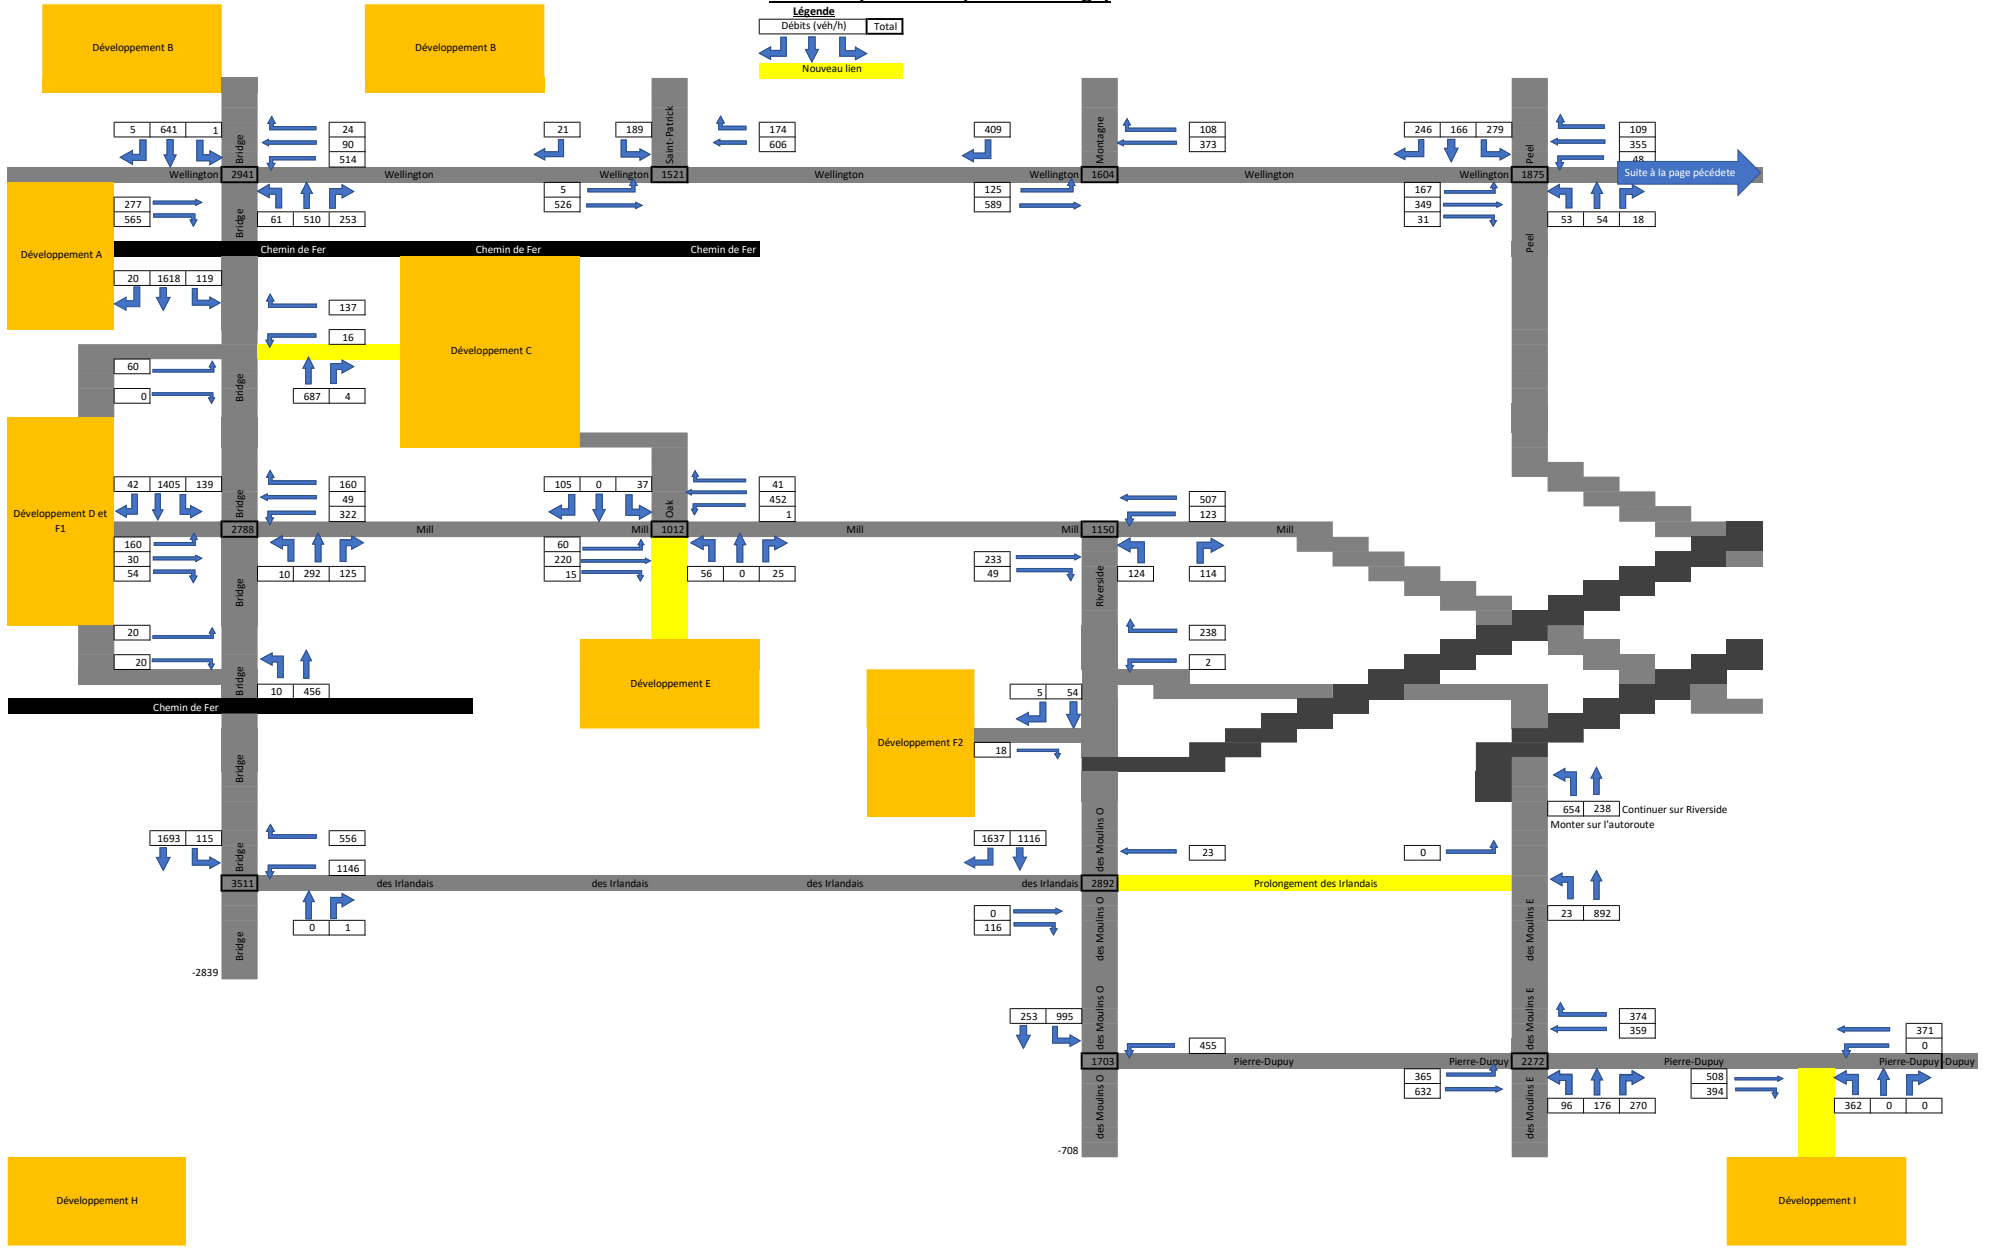 Légende
Débits (véh/h) Total
Nouveau lien
Développement B
Développement B
5 641 1
Bridge
24
90
514
21
189
Saint-Patrick
174
606
409
Montagne
108
373
246 166 279
Peel
109
355
48
Wellington 2941 Wellington Wellington 1521 Wellington Wellington 1604 Wellington Wellington 1875
Suite à la page pécédete
277
565
Bridge
61 510 253
5
526
125
589
167
349
31
Peel
53 54 18
Développement A
Chemin de Fer Chemin de Fer Chemin de Fer
20 1618 119
137
16
Développement C
60
0
Bridge
687 4
Développement D et
F1
42 1405 139
Bridge
160
49
322
105 0 37
Oak
41
452
1
507
123
2788 Mill Mill 1012 Mill Mill 1150 Mill
160
30
54
Bridge
10 292 125
60
220
15
56 0 25
233
49
Riverside
124 114
20
20
Bridge
10 456
238
2
Développement E
5 54
Chemin de Fer
Développement F2
18
Bridge
654 238 Continuer sur Riverside
Monter sur l'autoroute
1693 115
Bridge
556
1146
1637 1116
des Moulins O
23
0
3511 des Irlandais des Irlandais des Irlandais des Irlandais 2892 Prolongement des Irlandais
0 1
Bridge
0
116
des Moulins O
des Moulins E
23 892
-2839
253 995
des Moulins O
455
des Moulins E
374
359
371
0
1703 Pierre-Dupuy Pierre-Dupuy 2272 Pierre-Dupuy Pierre-Dupuy -Dupuy
des Moulins O
365
632
des Moulins E
96 176 270
508
394
362 0 0
-708
Développement H
Développement I